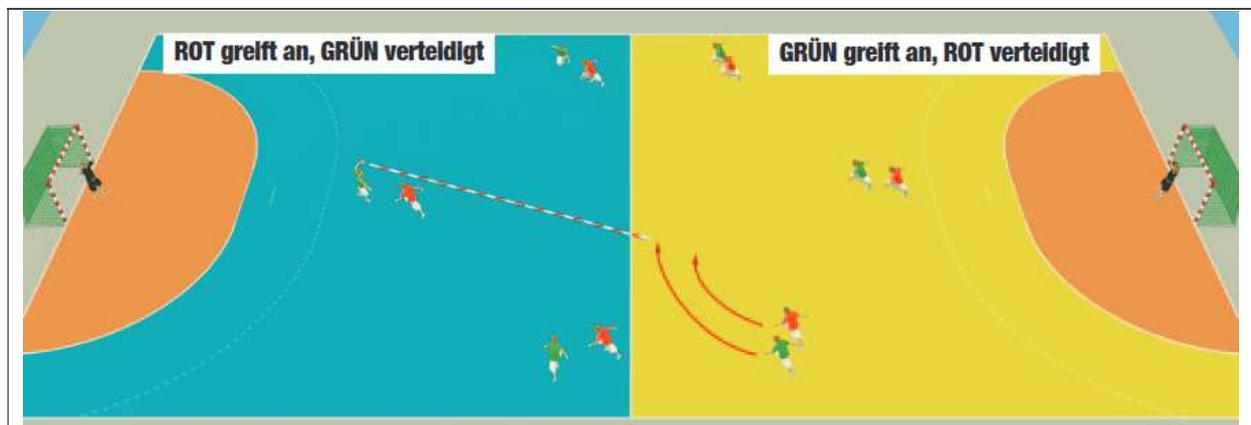 ROT greift an, GRÜN verteidigt
GRÜN greift an, ROT verteidigt